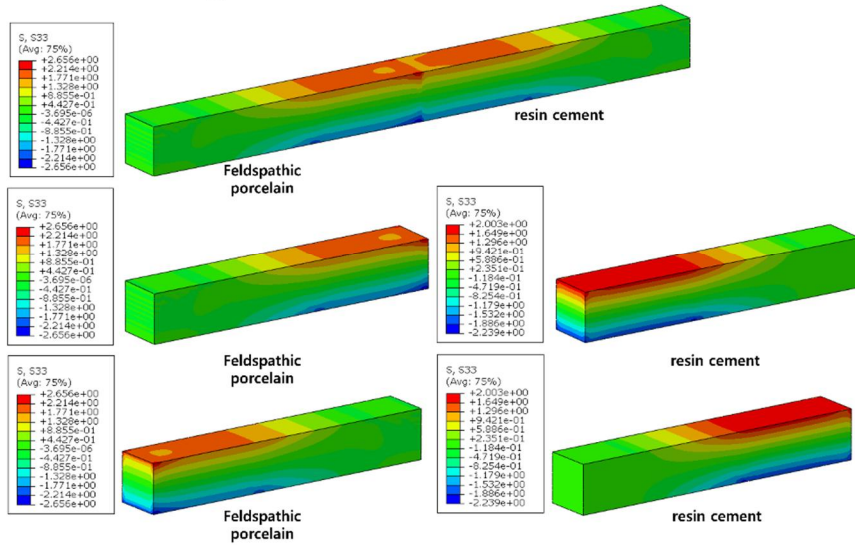 S, S33
(Avg: 75%)
+2.656e+00
+2.214e+00
+1.771e+00
+1.328e+00
+8.855e-01
+4.427e-01
-3.695e-06
-4.427e-01
-8.855e-01
-1.328e+00
-1.771e+00
-2.214e+00
-2.656e+00
resin cement
Feldspathic
porcelain
S, S33
(Avg: 75%)
+2.656e+00
+2.214e+00
+1.771e+00
+1.328e+00
+8.855e-01
+4.427e-01
-3.695e-06
-4.427e-01
-8.855e-01
-1.328e+00
-1.771e+00
-2.214e+00
-2.656e+00
Feldspathic
porcelain
S, S33
(Avg: 75%)
+2.003e+00
+1.649e+00
+1.296e+00
+9.421e-01
+5.886e-01
+2.351e-01
-1.184e-01
-4.719e-01
-8.254e-01
-1.179e+00
-1.532e+00
-1.886e+00
-2.239e+00
resin cement
S, S33
(Avg: 75%)
+2.656e+00
+2.214e+00
+1.771e+00
+1.328e+00
+8.855e-01
+4.427e-01
-3.695e-06
-4.427e-01
-8.855e-01
-1.328e+00
-1.771e+00
-2.214e+00
-2.656e+00
Feldspathic
porcelain
S, S33
(Avg: 75%)
+2.003e+00
+1.649e+00
+1.296e+00
+9.421e-01
+5.886e-01
+2.351e-01
-1.184e-01
-4.719e-01
-8.254e-01
-1.179e+00
-1.532e+00
-1.886e+00
-2.239e+00
resin cement